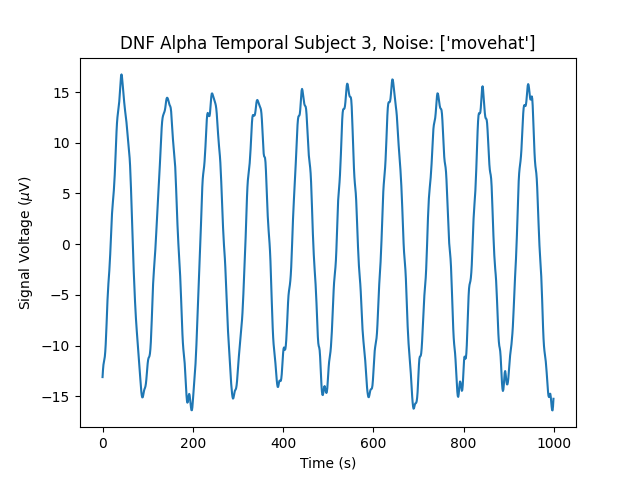 DNF Alpha Temporal Subject 3, Noise: ['movehat']
Signal Voltage (μV)
15
10
5
0
−5
−10
−15
0 200 400 600 800 1000
Time (s)